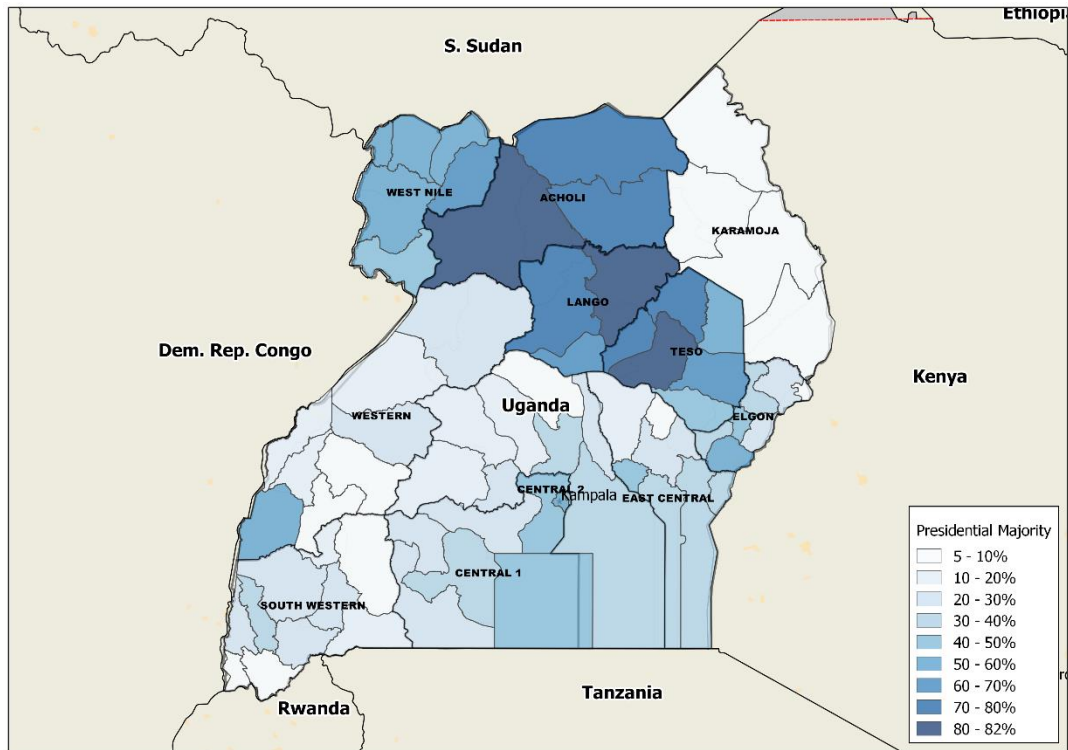 Ethiopia
S. Sudan
WEST NILE
ACHOLI
KARAMOJA
LANGO
Dem. Rep. Congo
TESO
Kenya
WESTERN
Uganda
ELGON
CENTRAL 2
Kampala
EAST CENTRAL
CENTRAL 1
SOUTH WESTERN
Rwanda
Tanzania
Presidential Majority
5 - 10%
10 - 20%
20 - 30%
30 - 40%
40 - 50%
50 - 60%
60 - 70%
70 - 80%
80 - 82%